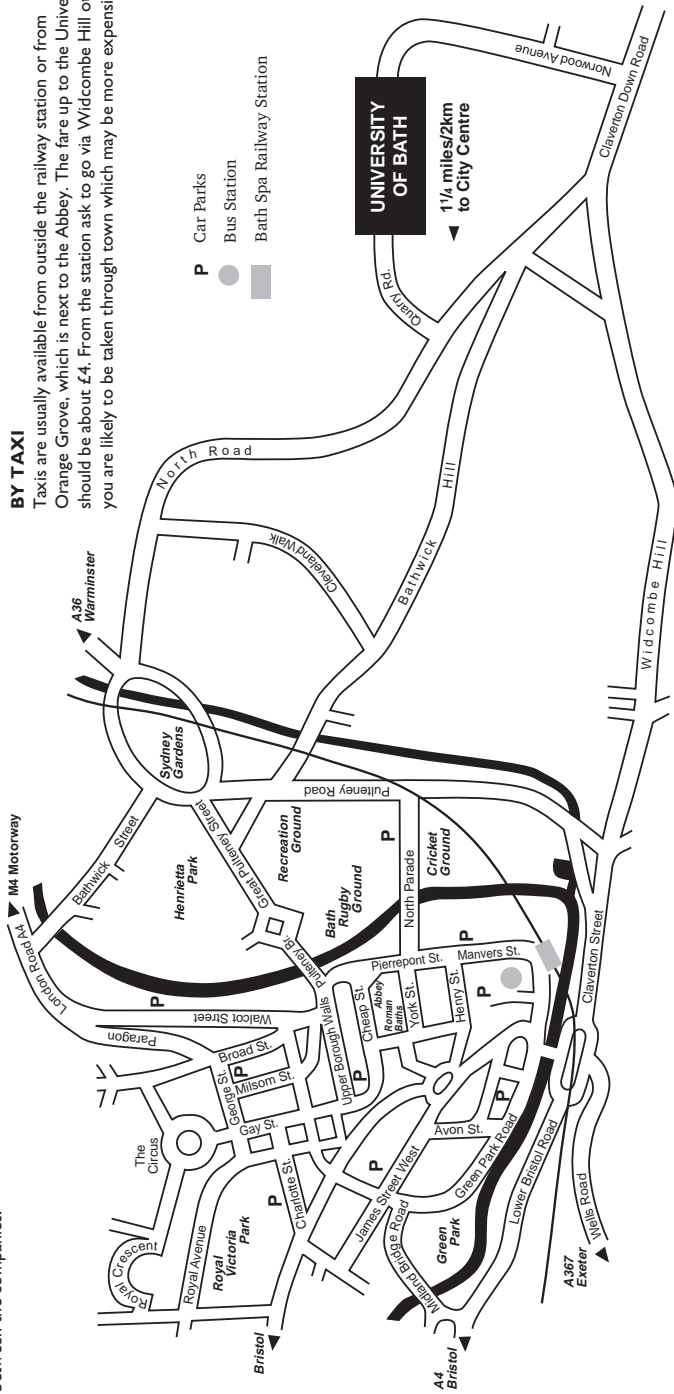 BY TAXI
Taxis are usually available from outside the railway station or from
Orange Grove, which is next to the Abbey. The fare up to the
should be about £4. From the station ask to go via Widcombe Hill
you are likely to be taken through town which may be more
P Car Parks
Bus Station
Bath Spa Railway Station
UNIVERSITY
OF BATH
1 1/4 miles/2km
to City Centre
Norwood Avenue
Claverton Down Road
Quarry Rd.
North Road
Cleveland Walk
Bathwick Hill
Widcombe Hill
A36
Warminster
M4 Motorway
London Road A4
Bathwick Street
Sydney
Gardens
Henrietta
Park
Great Pulteney Street
Pulteney Road
Recreation
Ground
Bath
Rugby
Ground
P
North Parade
Cricket
Ground
Pulteney Br.
Paragon
Walcot Street
P
Broad St.
Milsom St.
George St.
P
Gay St.
The
Circus
Royal Crescent
Royal Avenue
Royal
Victoria
Park
P
Charlotte St.
Upper Borough Walls
P
Cheap St.
Abbey
Roman
Baths
York St.
Henry St.
Pierrepont St.
Manvers St.
P
P
James Street West
P
Avon St.
P
Green Park Road
Midland Bridge Road
Green
Park
Lower Bristol Road
Claverton Street
Wells Road
A367
Exeter
Bristol
A4
Bristol